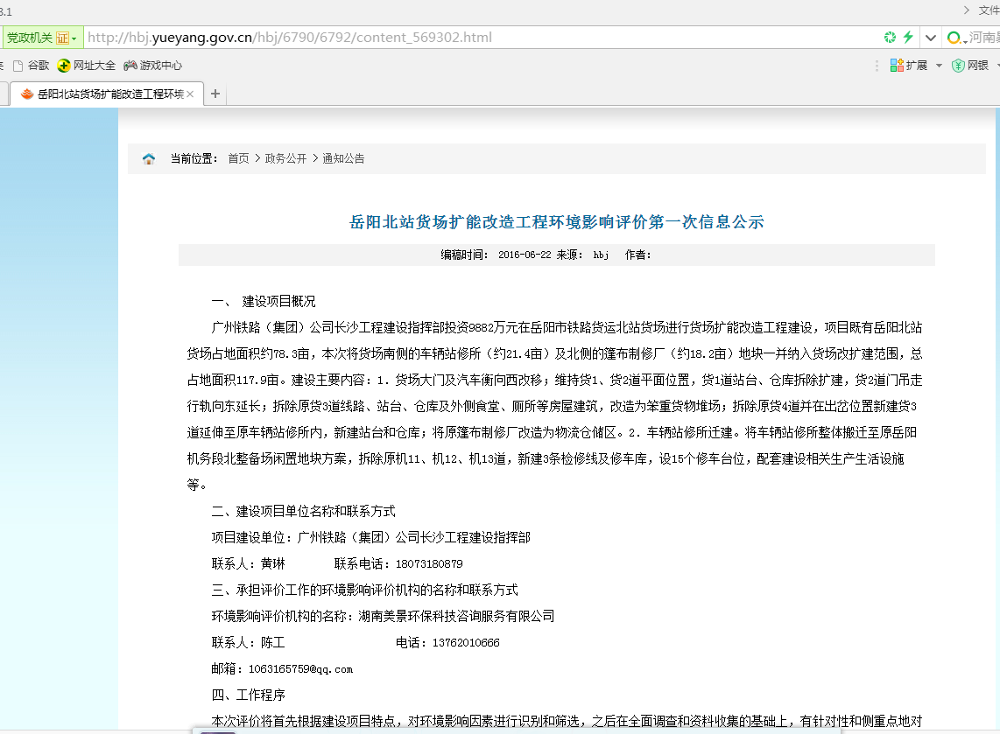 3.1
文件
党政机关 证
http://hbj.yueyang.gov.cn/hbj/6790/6792/content_569302.html
谷歌 网址大全 游戏中心
扩展 网银
岳阳北站货场扩能改造工程环境
当前位置: 首页 > 政务公开 > 通知公告
岳阳北站货场扩能改造工程环境影响评价第一次信息公示
编稿时间: 2016-06-22 来源: hbj 作者:
一、 建设项目概况
广州铁路（集团）公司长沙工程建设指挥部投资9882万元在岳阳市铁路货运北站货场进行货场扩能改造工程建设，项目既有岳阳北站
货场占地面积约78.3亩，本次将货场南侧的车辆站修所（约21.4亩）及北侧的篷布制修厂（约18.2亩）地块一并纳入货场改扩建范围，总
占地面积117.9亩。建设主要内容：1．货场大门及汽车衡向西改移；维持货1、货2道平面位置，货1道站台、仓库拆除扩建，货2道门吊走
行轨向东延长；拆除原货3道线路、站台、仓库及外侧食堂、厕所等房屋建筑，改造为笨重货物堆场；拆除原货4道并在出岔位置新建货3
道延伸至原车辆站修所内，新建站台和仓库；将原篷布制修厂改造为物流仓储区。2．车辆站修所迁建。将车辆站修所整体搬迁至原岳阳
机务段北整备场闲置地块方案，拆除原机11、机12、机13道，新建3条检修线及修车库，设15个修车台位，配套建设相关生产生活设施
等。
二、建设项目单位名称和联系方式
项目建设单位：广州铁路（集团）公司长沙工程建设指挥部
联系人：黄琳 联系电话：18073180879
三、承担评价工作的环境影响评价机构的名称和联系方式
环境影响评价机构的名称：湖南美景环保科技咨询服务有限公司
联系人：陈工 电话：13762010666
邮箱：1063165759@qq.com
四、工作程序
本次评价将首先根据建设项目特点，对环境影响因素进行识别和筛选，之后在全面调查和资料收集的基础上，有针对性和侧重点地对